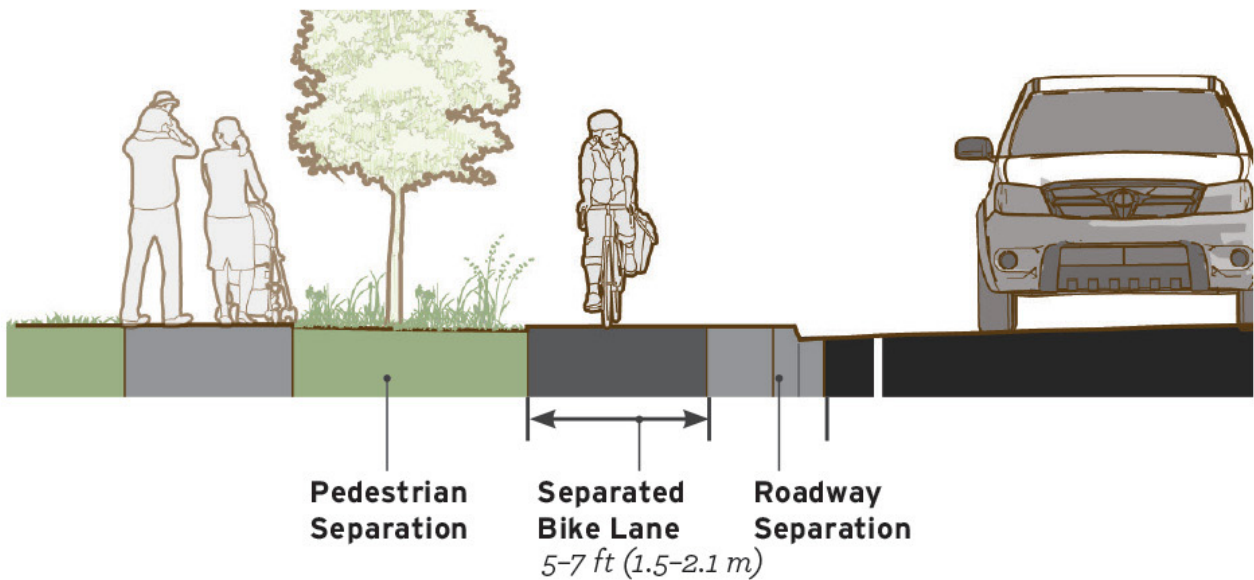 Pedestrian
Separation
Separated
Bike Lane
5–7 ft (1.5–2.1 m)
Roadway
Separation